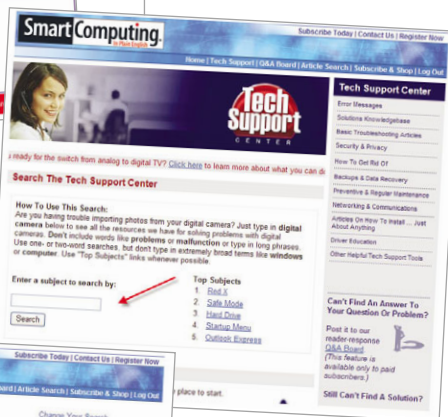 Smart Computing.
In Plain English
Subscribe Today | Contact Us | Register Now
Home | Tech Support | Q&A Board | Article Search | Subscribe & Shop | Log Out
Tech
Support
CENTER
u ready for the switch from analog to digital TV? Click here to learn more about what you can di
Search The Tech Support Center
How To Use This Search:
Are you having trouble importing photos from your digital camera? Just type in digital
camera below to see all the resources we have for solving problems with digital
cameras. Don't include words like problems or malfunction or type in long phrases.
Use one- or two-word searches, but don't type in extremely broad terms like windows
or computer. Use "Top Subjects" links whenever possible.
Enter a subject to search by:
Search
Top Subjects
1. Red X
2. Safe Mode
3. Hard Drive
4. Startup Menu
5. Outlook Express
Tech Support Center
Error Messages
Solutions Knowledgebase
Basic Troubleshooting Articles
Security & Privacy
How To Get Rid Of
Backups & Data Recovery
Preventive & Regular Maintenance
Networking & Communications
Articles On How To Install ... Just
About Anything
Driver Education
Other Helpful Tech Support Tools
Can't Find An Answer To
Your Question Or Problem?
Post it to our
reader-response
Q&A Board
(This feature is
available only to paid
subscribers.)
Still Can't Find A Solution?
place to start.
Subscribe Today | Contact Us | Register Now
ard | Article Search | Subscribe & Shop | Log Out
Change Your Search